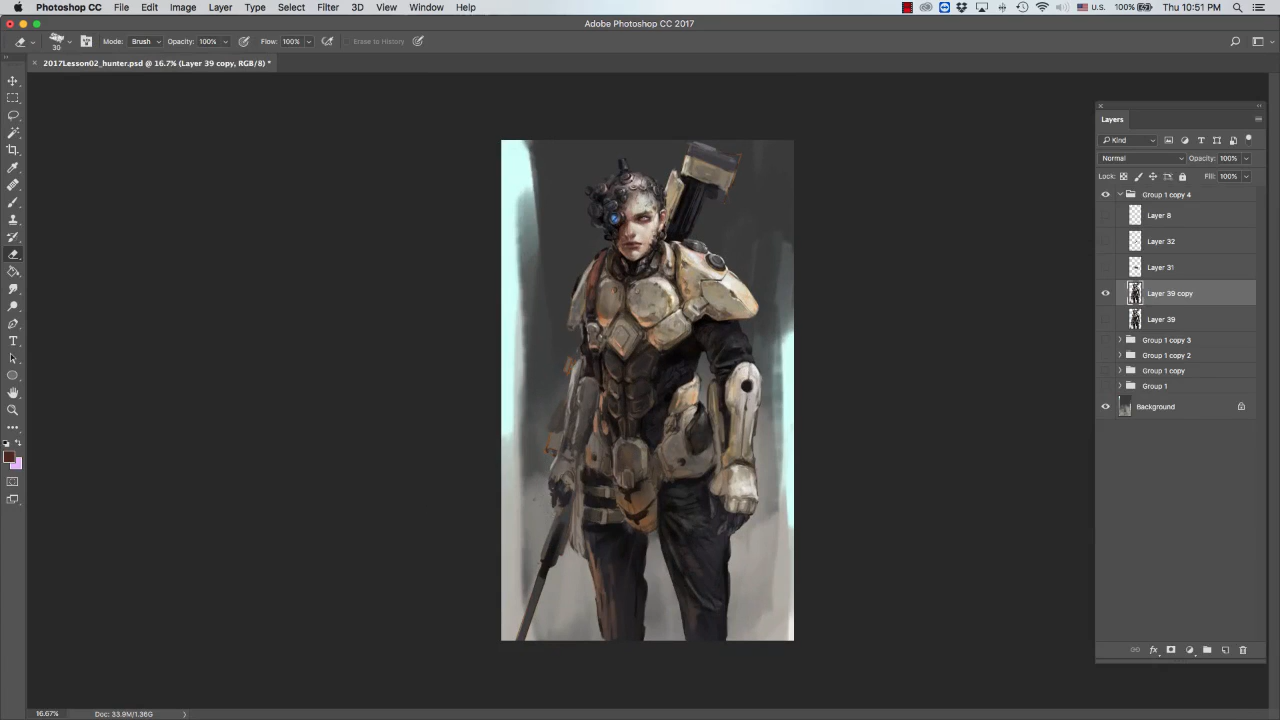 Photoshop CC File Edit Image Layer Type Select Filter 3D View Window Help U.S. 100% Thu 10:51 PM
Adobe Photoshop CC 2017
30 Mode: Brush Opacity: 100% Flow: 100% Erase to History
2017Lesson02_hunter.psd @ 16.7% (Layer 39 copy, RGB/8) *
Layers
Kind
Normal Opacity: 100%
Lock: Fill: 100%
Group 1 copy 4
Layer 8
Layer 32
Layer 31
Layer 39 copy
Layer 39
Group 1 copy 3
Group 1 copy 2
Group 1 copy
Group 1
Background
16.67% Doc: 33.9M/1.36G